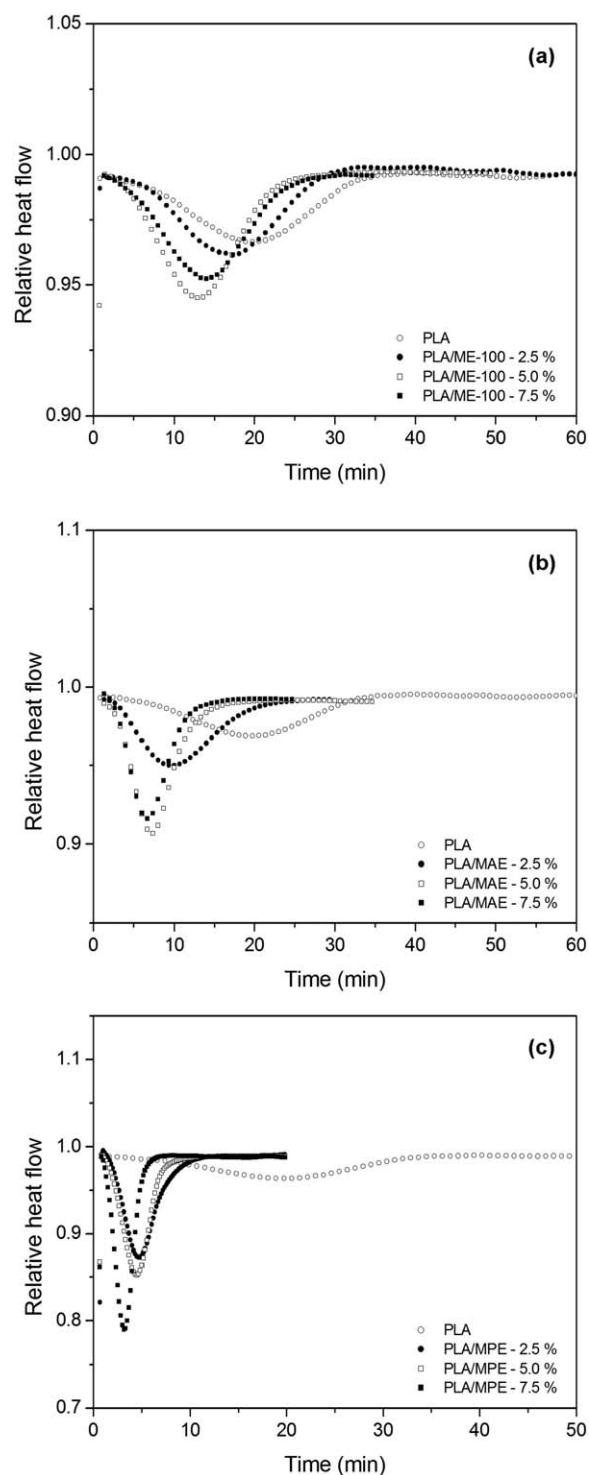 1.05
(a)
1.00
0.95
0.90
Relative heat flow
PLA
PLA/ME-100 - 2.5 %
PLA/ME-100 - 5.0 %
PLA/ME-100 - 7.5 %
0 10 20 30 40 50 60
Time (min)
1.1
(b)
1.0
0.9
Relative heat flow
PLA
PLA/MAE - 2.5 %
PLA/MAE - 5.0 %
PLA/MAE - 7.5 %
0 10 20 30 40 50 60
Time (min)
1.1
(c)
1.0
0.9
0.8
0.7
Relative heat flow
PLA
PLA/MPE - 2.5 %
PLA/MPE - 5.0 %
PLA/MPE - 7.5 %
0 10 20 30 40 50
Time (min)